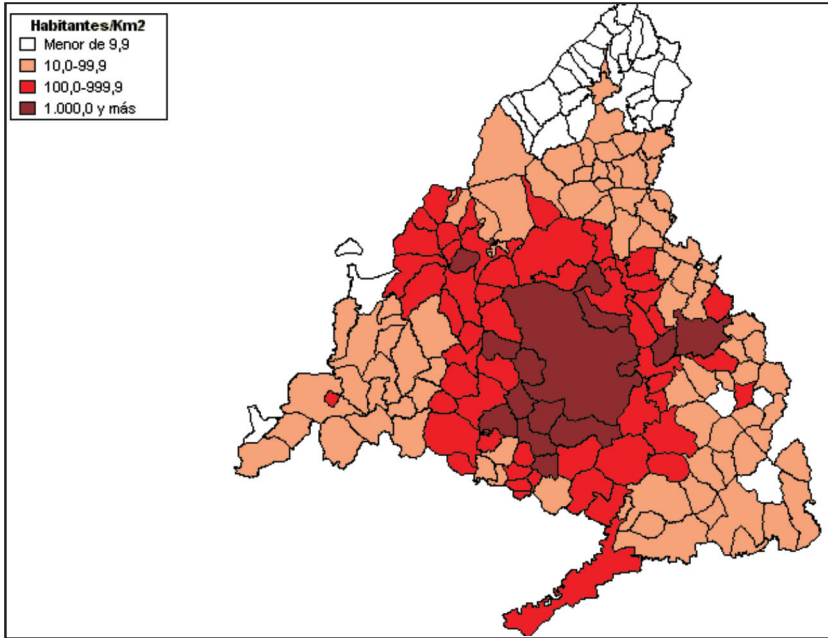 Habitantes/Km2
Menor de 9,9
10,0-99,9
100,0-999,9
1.000,0 y más